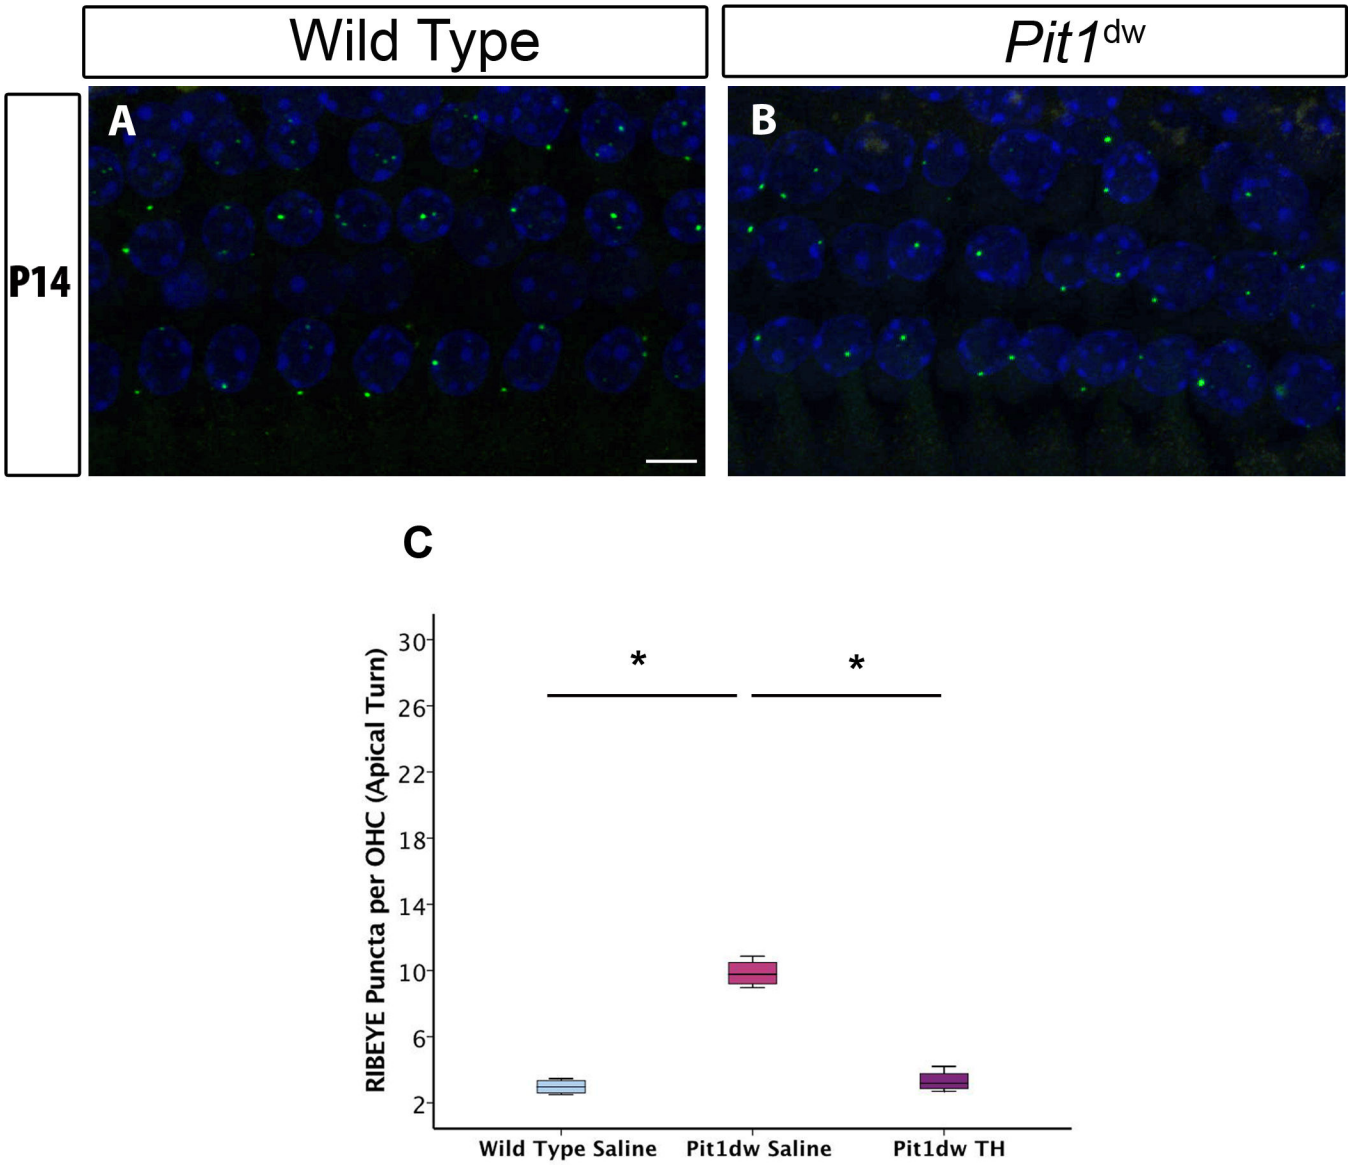 Wild Type
Pit1dw
P14
A
B
C
RIBEYE Puncta per OHC (Apical Turn)
30
26
22
18
14
10
6
2
*
*
Wild Type Saline
Pit1dw Saline
Pit1dw TH